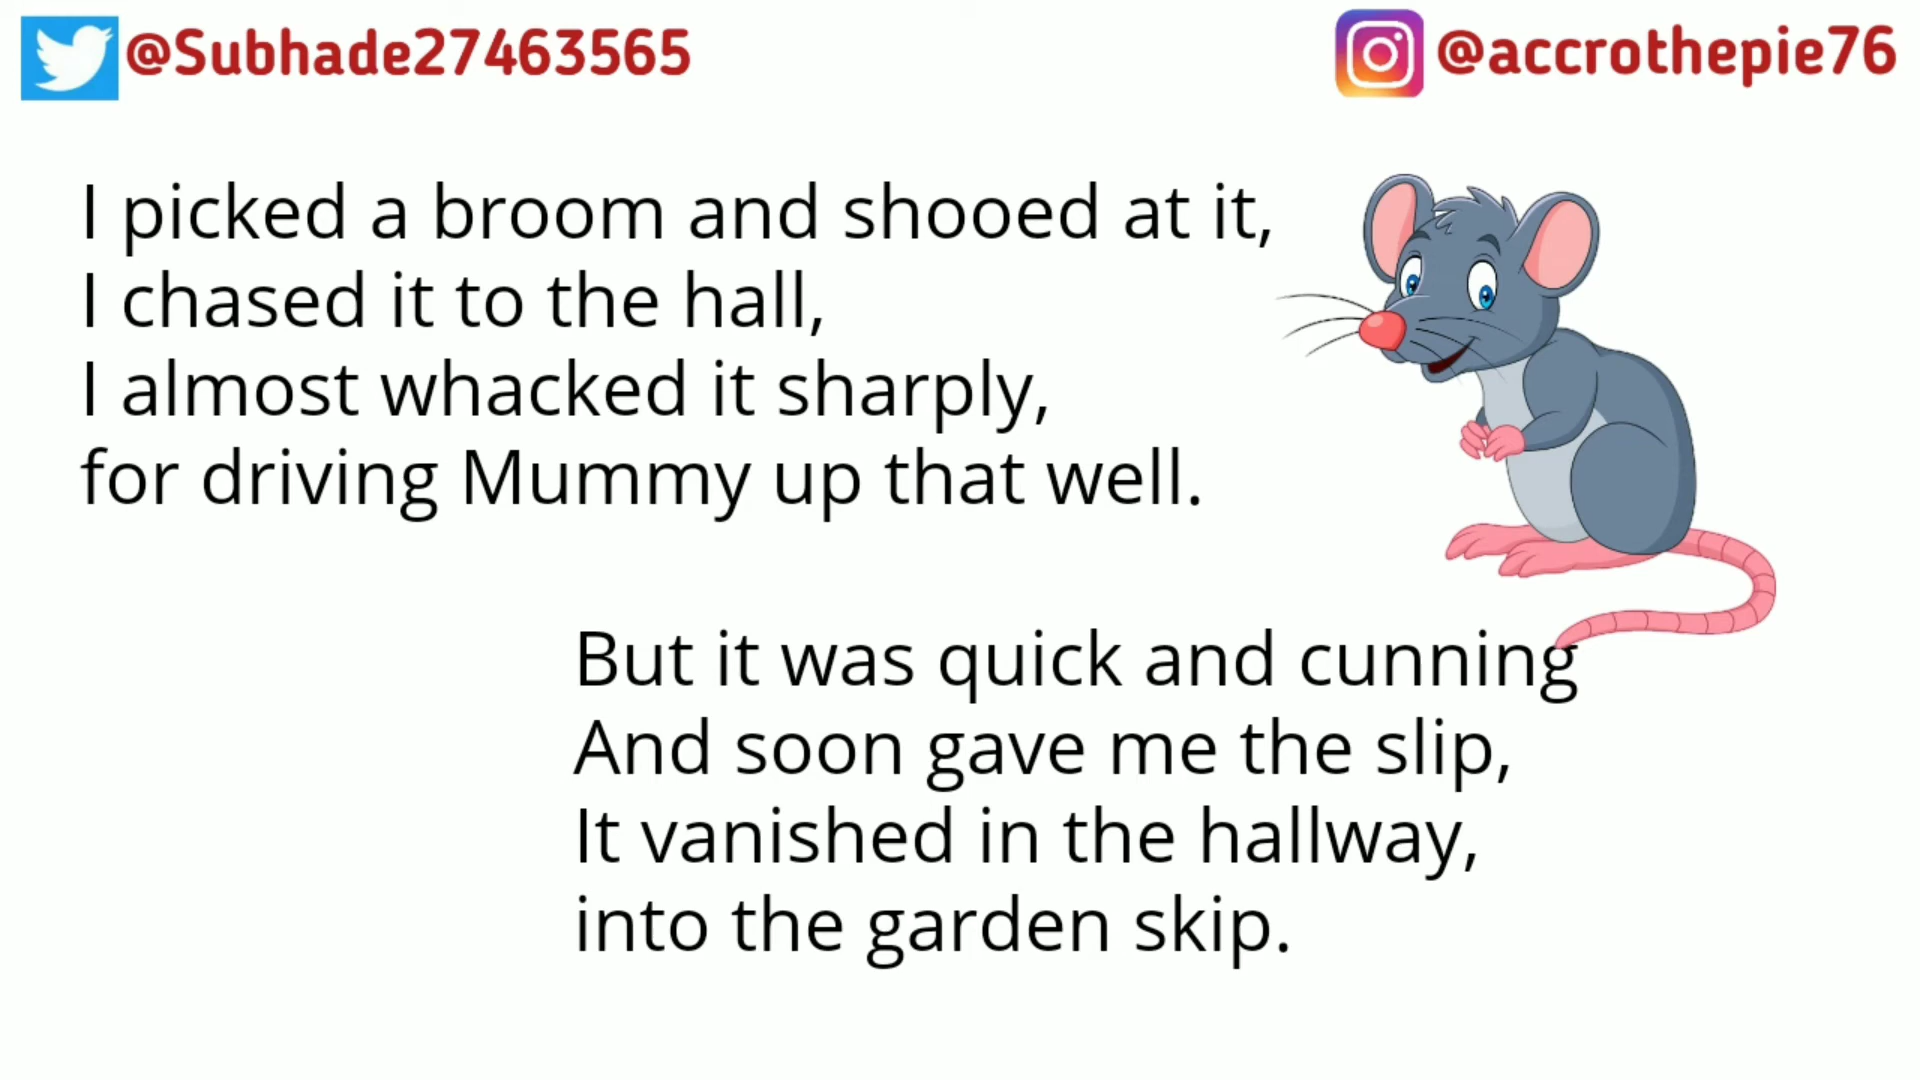 @Subhade27463565
@accrothepie76
I picked a broom and shooed at it,
I chased it to the hall,
I almost whacked it sharply,
for driving Mummy up that well.
But it was quick and cunning
And soon gave me the slip,
It vanished in the hallway,
into the garden skip.